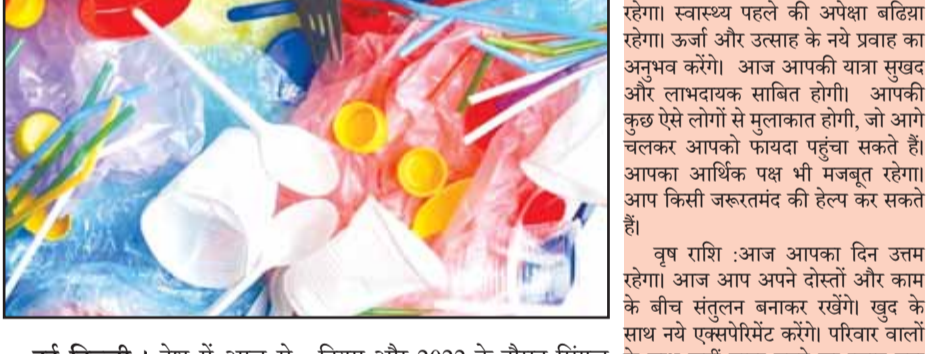 रहेगा। स्वास्थ्य पहले की अपेक्षा बढिय़ा
रहेगा। ऊर्जा और उत्साह के नये प्रवाह का
अनुभव करेंगे। आज आपकी यात्रा सुखद
और लाभदायक साबित होगी। आपकी
कुछ ऐसे लोगों से मुलाकात होगी, जो आगे
चलकर आपको फायदा पहुंचा सकते हैं।
आपका आर्थिक पक्ष भी मजबूत रहेगा।
आप किसी जरूरतमंद की हेल्प कर सकते
हैं।
वृष राशि :आज आपका दिन उत्तम
रहेगा। आज आप अपने दोस्तों और काम
के बीच संतुलन बनाकर रखेंगे। खुद के
साथ नये एक्सपेरिमेंट करेंगे। परिवार वालों